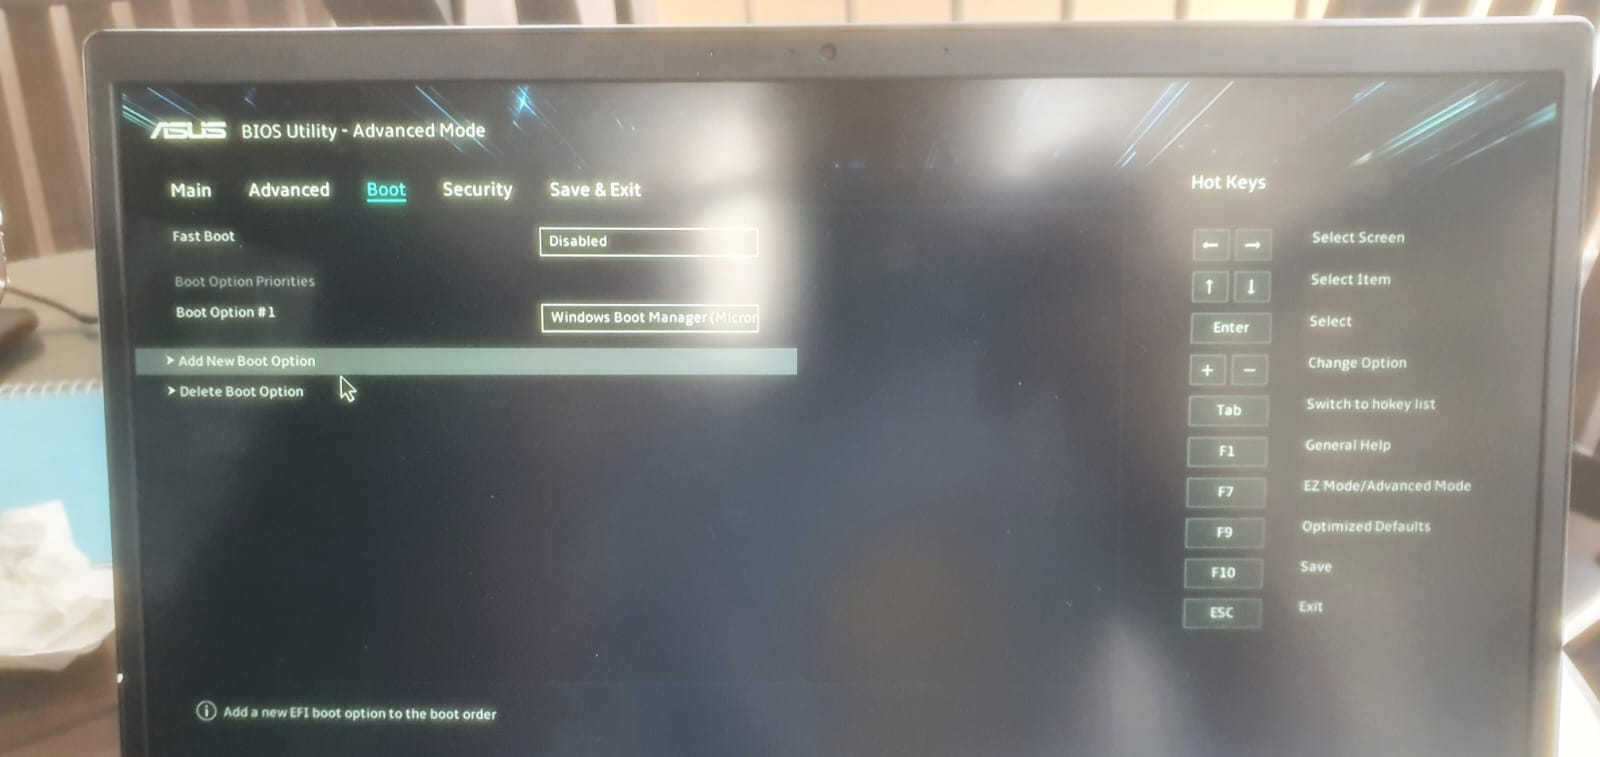 ASUS BIOS Utility - Advanced Mode
Main Advanced Boot Security Save & Exit
Fast Boot Disabled
Boot Option Priorities
Boot Option #1 Windows Boot Manager (Micron
> Add New Boot Option
> Delete Boot Option
Add a new EFI boot option to the boot order
Hot Keys
← → Select Screen
↑ ↓ Select Item
Enter Select
+ − Change Option
Tab Switch to hokey list
F1 General Help
F7 EZ Mode/Advanced Mode
F9 Optimized Defaults
F10 Save
ESC Exit